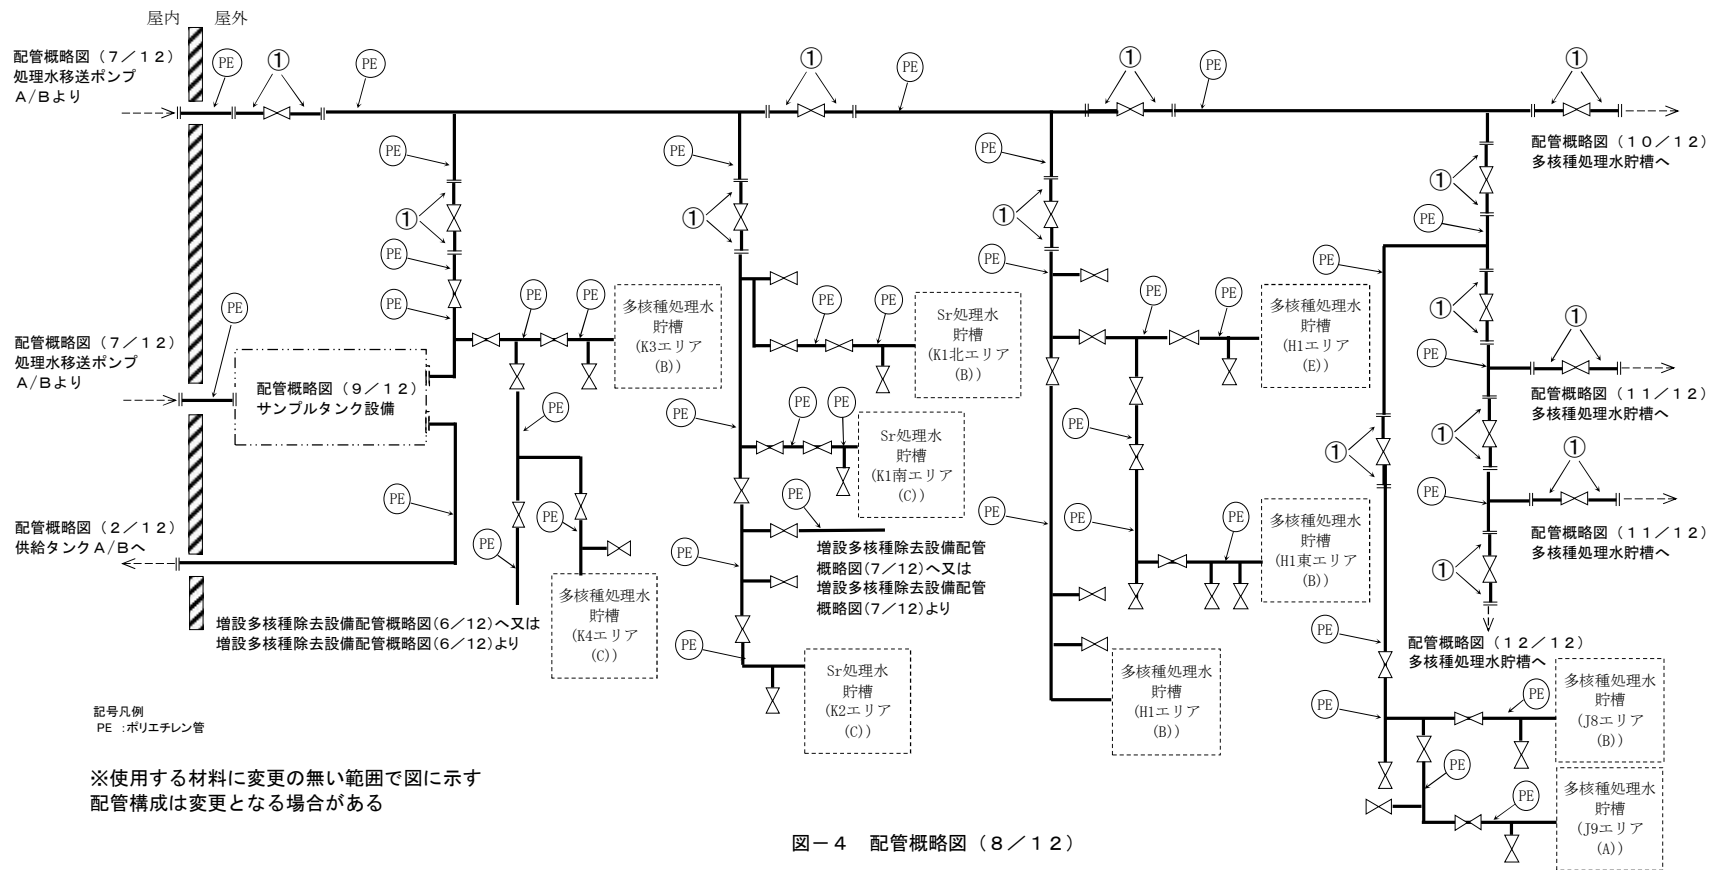 屋内 屋外
配管概略図（７／１２）
処理水移送ポンプ
Ａ/Ｂより
PE
①
PE
①
PE
①
PE
①
配管概略図（１０／１２）
多核種処理水貯槽へ
PE
①
PE
PE
PE
①
PE
①
①
PE
PE
①
PE
PE
PE
多核種処理水
貯槽
(K3エリア
(B))
PE
PE
Sr処理水
貯槽
(K1北エリア
(B))
PE
PE
多核種処理水
貯槽
(H1エリア
(E))
①
PE
①
配管概略図（１１／１２）
多核種処理水貯槽へ
PE
配管概略図（７／１２）
処理水移送ポンプ
Ａ/Ｂより
配管概略図（９／１２）
サンプルタンク設備
PE
PE
PE
PE
Sr処理水
貯槽
(K1南エリア
(C))
PE
①
①
①
PE
配管概略図（１１／１２）
多核種処理水貯槽へ
PE
配管概略図（２／１２）
供給タンクＡ/Ｂへ
PE
PE
PE
PE
増設多核種除去設備配管
概略図(７/１２)へ又は
増設多核種除去設備配管
概略図(７/１２)より
PE
PE
PE
多核種処理水
貯槽
(H1東エリア
(B))
①
配管概略図（１２／１２）
多核種処理水貯槽へ
増設多核種除去設備配管概略図(６/１２)へ又は
増設多核種除去設備配管概略図(６/１２)より
多核種処理水
貯槽
(K4エリア
(C))
PE
Sr処理水
貯槽
(K2エリア
(C))
多核種処理水
貯槽
(H1エリア
(B))
PE
PE
PE
多核種処理水
貯槽
(J8エリア
(B))
PE
PE
多核種処理水
貯槽
(J9エリア
(A))
記号凡例
PE ：ポリエチレン管
※使用する材料に変更の無い範囲で図に示す
配管構成は変更となる場合がある
図－４ 配管概略図（８／１２）